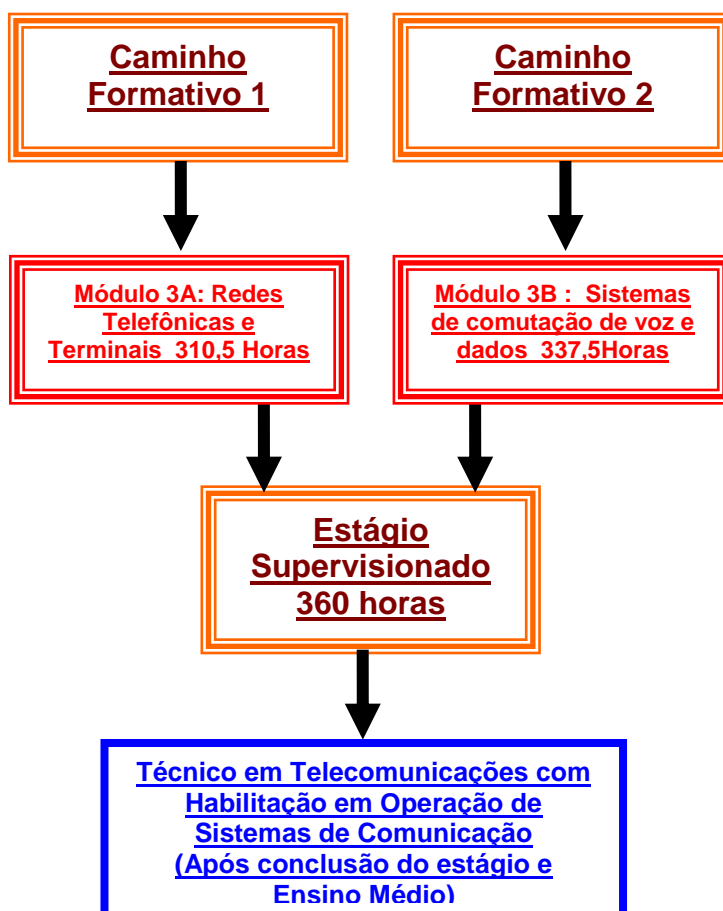 Caminho
Formativo 1
Caminho
Formativo 2
Módulo 3A: Redes
Telefônicas e
Terminais 310,5 Horas
Módulo 3B : Sistemas
de comutação de voz e
dados 337,5Horas
Estágio
Supervisionado
360 horas
Técnico em Telecomunicações com
Habilitação em Operação de
Sistemas de Comunicação
(Após conclusão do estágio e
Ensino Médio)